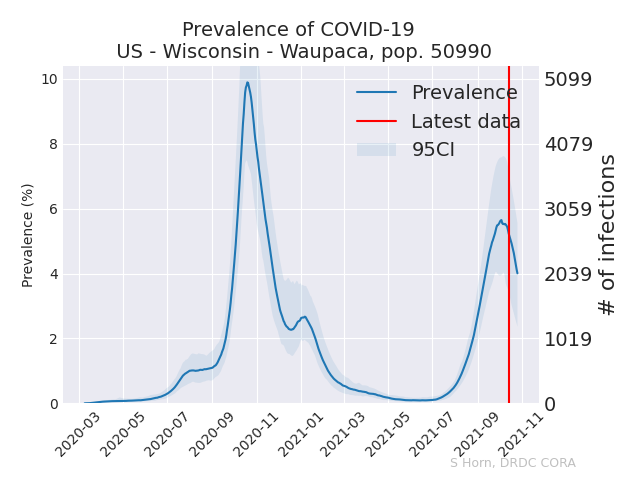 Prevalence of COVID-19
US - Wisconsin - Waupaca, pop. 50990
Prevalence (%)
10
8
6
4
2
0
5099
4079
3059
2039
1019
0
# of infections
Prevalence
Latest data
95CI
2020-03
2020-05
2020-07
2020-09
2020-11
2021-01
2021-03
2021-05
2021-07
2021-09
2021-11
S Horn, DRDC CORA